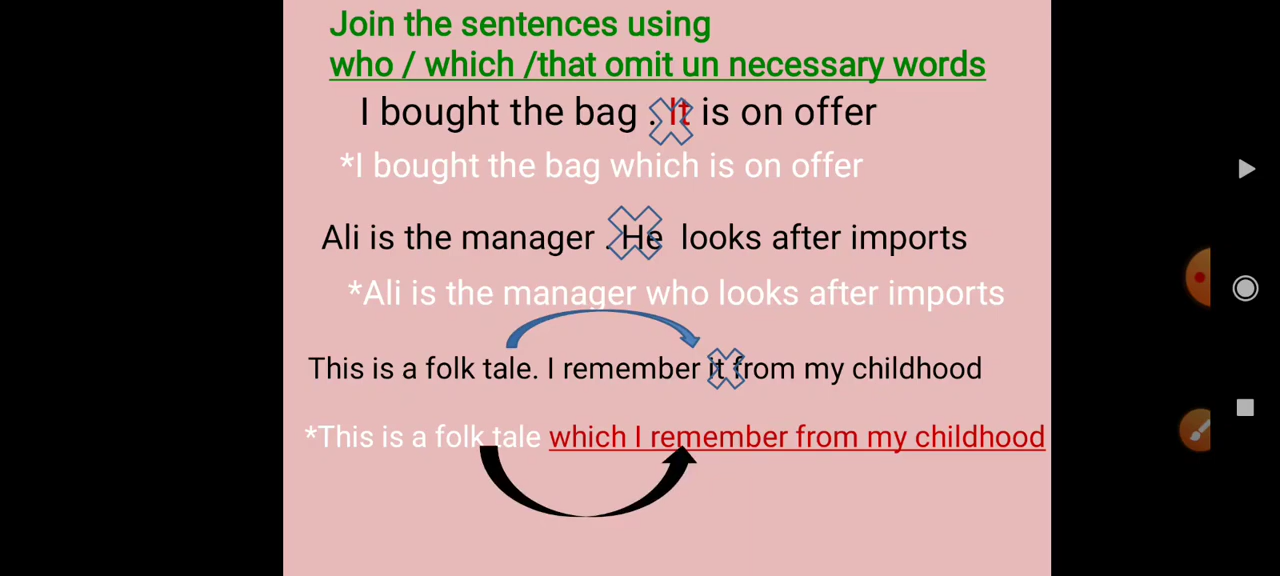 Join the sentences using
who / which /that omit un necessary words
I bought the bag . It is on offer
*I bought the bag which is on offer
Ali is the manager . He looks after imports
*Ali is the manager who looks after imports
This is a folk tale. I remember it from my childhood
*This is a folk tale which I remember from my childhood